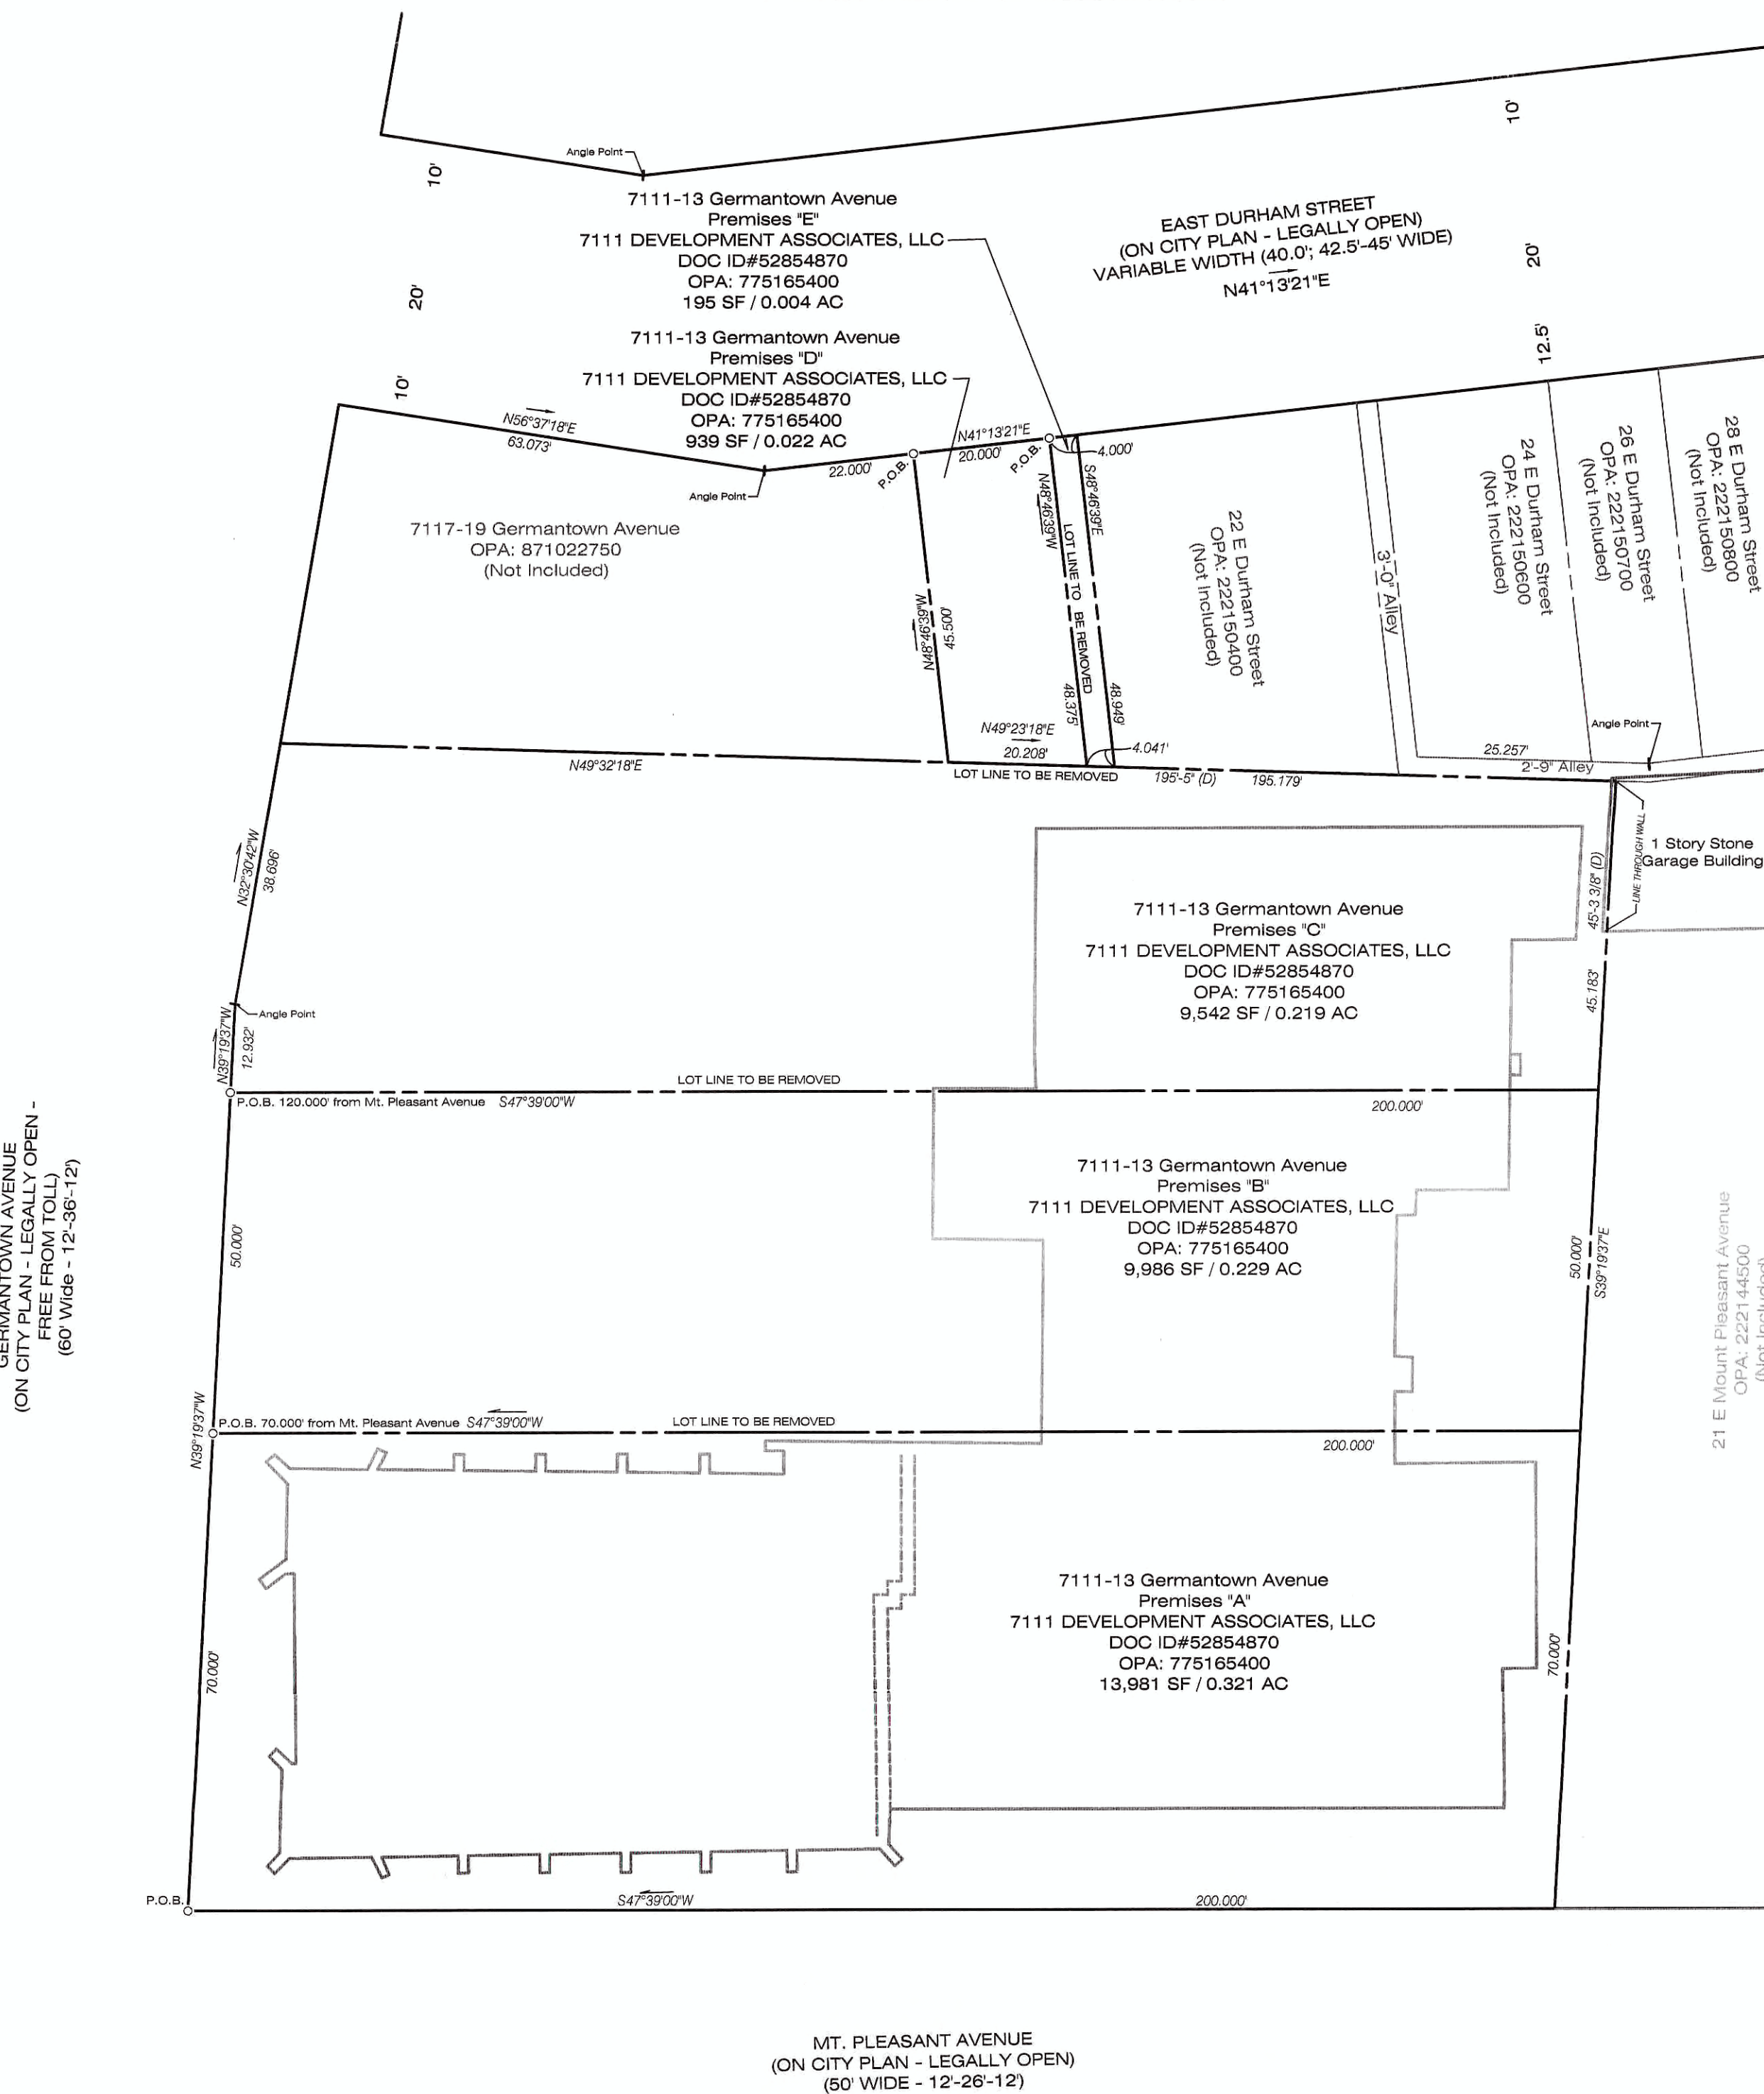 10'
Angle Point
10'
7111-13 Germantown Avenue
Premises "E"
7111 DEVELOPMENT ASSOCIATES, LLC
DOC ID#52854870
OPA: 775165400
195 SF / 0.004 AC
EAST DURHAM STREET
(ON CITY PLAN - LEGALLY OPEN)
VARIABLE WIDTH (40.0'; 42.5'-45' WIDE)
N41°13'21"E
20'
20'
7111-13 Germantown Avenue
Premises "D"
7111 DEVELOPMENT ASSOCIATES, LLC
DOC ID#52854870
OPA: 775165400
939 SF / 0.022 AC
12.5'
10'
N56°37'18"E
63.073'
Angle Point
22.000'
P.O.B.
N41°13'21"E
20.000'
P.O.B.
4.000'
7117-19 Germantown Avenue
OPA: 871022750
(Not Included)
N48°46'39"W
45.500'
N48°46'39"W
48.375'
LOT LINE TO BE REMOVED
S48°46'39"E
48.949'
22 E Durham Street
OPA: 222150400
(Not Included)
3'-0" Alley
24 E Durham Street
OPA: 222150600
(Not Included)
26 E Durham Street
OPA: 222150700
(Not Included)
28 E Durham Street
OPA: 222150800
(Not Included)
Angle Point
25.257'
2'-9" Alley
N49°23'18"E
20.208'
4.041'
N49°32'18"E
LOT LINE TO BE REMOVED
195'-5" (D)
195.179'
LINE THROUGH WALL
1 Story Stone
Garage Building
45'-3 3/8" (D)
45.183'
N32°30'42"W
38.696'
7111-13 Germantown Avenue
Premises "C"
7111 DEVELOPMENT ASSOCIATES, LLC
DOC ID#52854870
OPA: 775165400
9,542 SF / 0.219 AC
Angle Point
N39°19'37"W
12.932'
LOT LINE TO BE REMOVED
P.O.B. 120.000' from Mt. Pleasant Avenue S47°39'00"W
200.000'
GERMANTOWN AVENUE
(ON CITY PLAN - LEGALLY OPEN -
FREE FROM TOLL)
(60' Wide - 12'-36'-12')
50.000'
7111-13 Germantown Avenue
Premises "B"
7111 DEVELOPMENT ASSOCIATES, LLC
DOC ID#52854870
OPA: 775165400
9,986 SF / 0.229 AC
50.000'
S39°19'37"E
21 E Mount Pleasant Avenue
OPA: 222144500
(Not Included)
N39°19'37"W
P.O.B. 70.000' from Mt. Pleasant Avenue S47°39'00"W
LOT LINE TO BE REMOVED
200.000'
7111-13 Germantown Avenue
Premises "A"
7111 DEVELOPMENT ASSOCIATES, LLC
DOC ID#52854870
OPA: 775165400
13,981 SF / 0.321 AC
70.000'
70.000'
P.O.B.
S47°39'00"W
200.000'
MT. PLEASANT AVENUE
(ON CITY PLAN - LEGALLY OPEN)
(50' WIDE - 12'-26'-12')